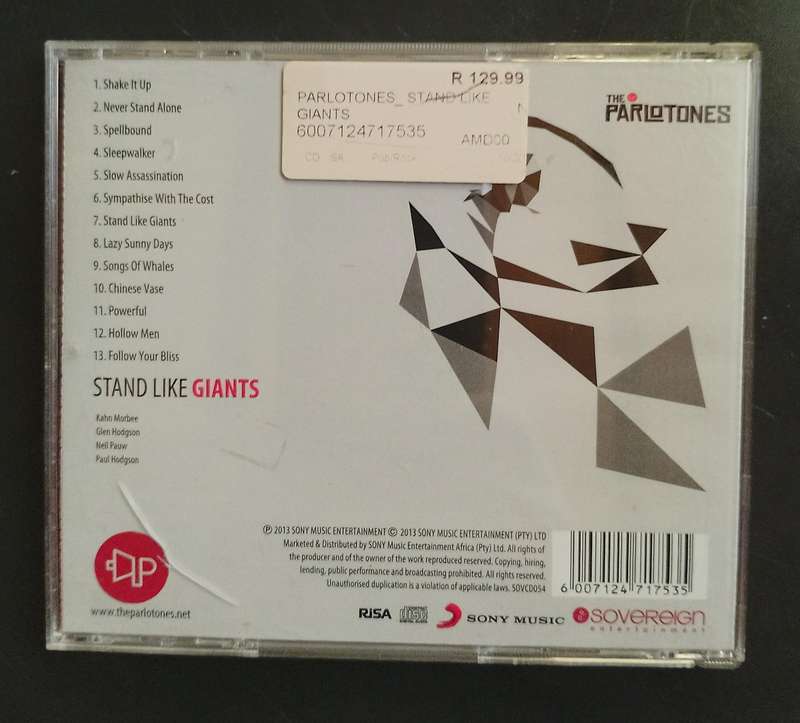 1. Shake It Up
2. Never Stand Alone
3. Spellbound
4. Sleepwalker
5. Slow Assassination
6. Sympathise With The Cost
7. Stand Like Giants
8. Lazy Sunny Days
9. Songs Of Whales
10. Chinese Vase
11. Powerful
12. Hollow Men
13. Follow Your Bliss
STAND LIKE GIANTS
Kahn Morbee
Glen Hodgson
Neil Pauw
Paul Hodgson
R 129.99
PARLOTONES_ STAND LIKE
GIANTS
6007124717535
AMD00
CD Pop/Rock
THE
PARLOTONES
P
www.theparlotones.net
℗ 2013 SONY MUSIC ENTERTAINMENT © 2013 SONY MUSIC ENTERTAINMENT (PTY) LTD
Marketed & Distributed by SONY Music Entertainment Africa (Pty) Ltd. All rights of
the producer and of the owner of the work reproduced reserved. Copying, hiring,
lending, public performance and broadcasting prohibited. All rights reserved.
Unauthorised duplication is a violation of applicable laws. SOVCD054
6 007124 717535
RiSA
disc
SONY MUSIC
SOVEREIGN
entertainment